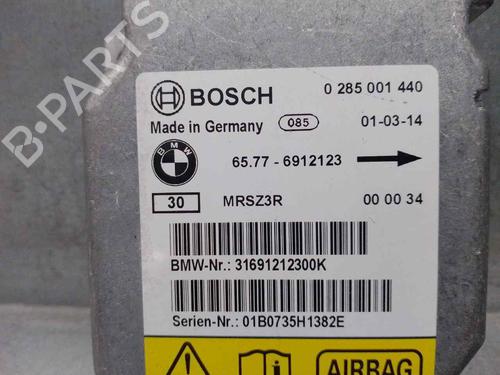 B-PARTS
BOSCH
0 285 001 440
Made in Germany 085 01-03-14
BMW
65.77 - 6912123
30 MRSZ3R 00 00 34
BMW-Nr.: 31691212300K
Serien-Nr.: 01B0735H1382E
AIRBAG